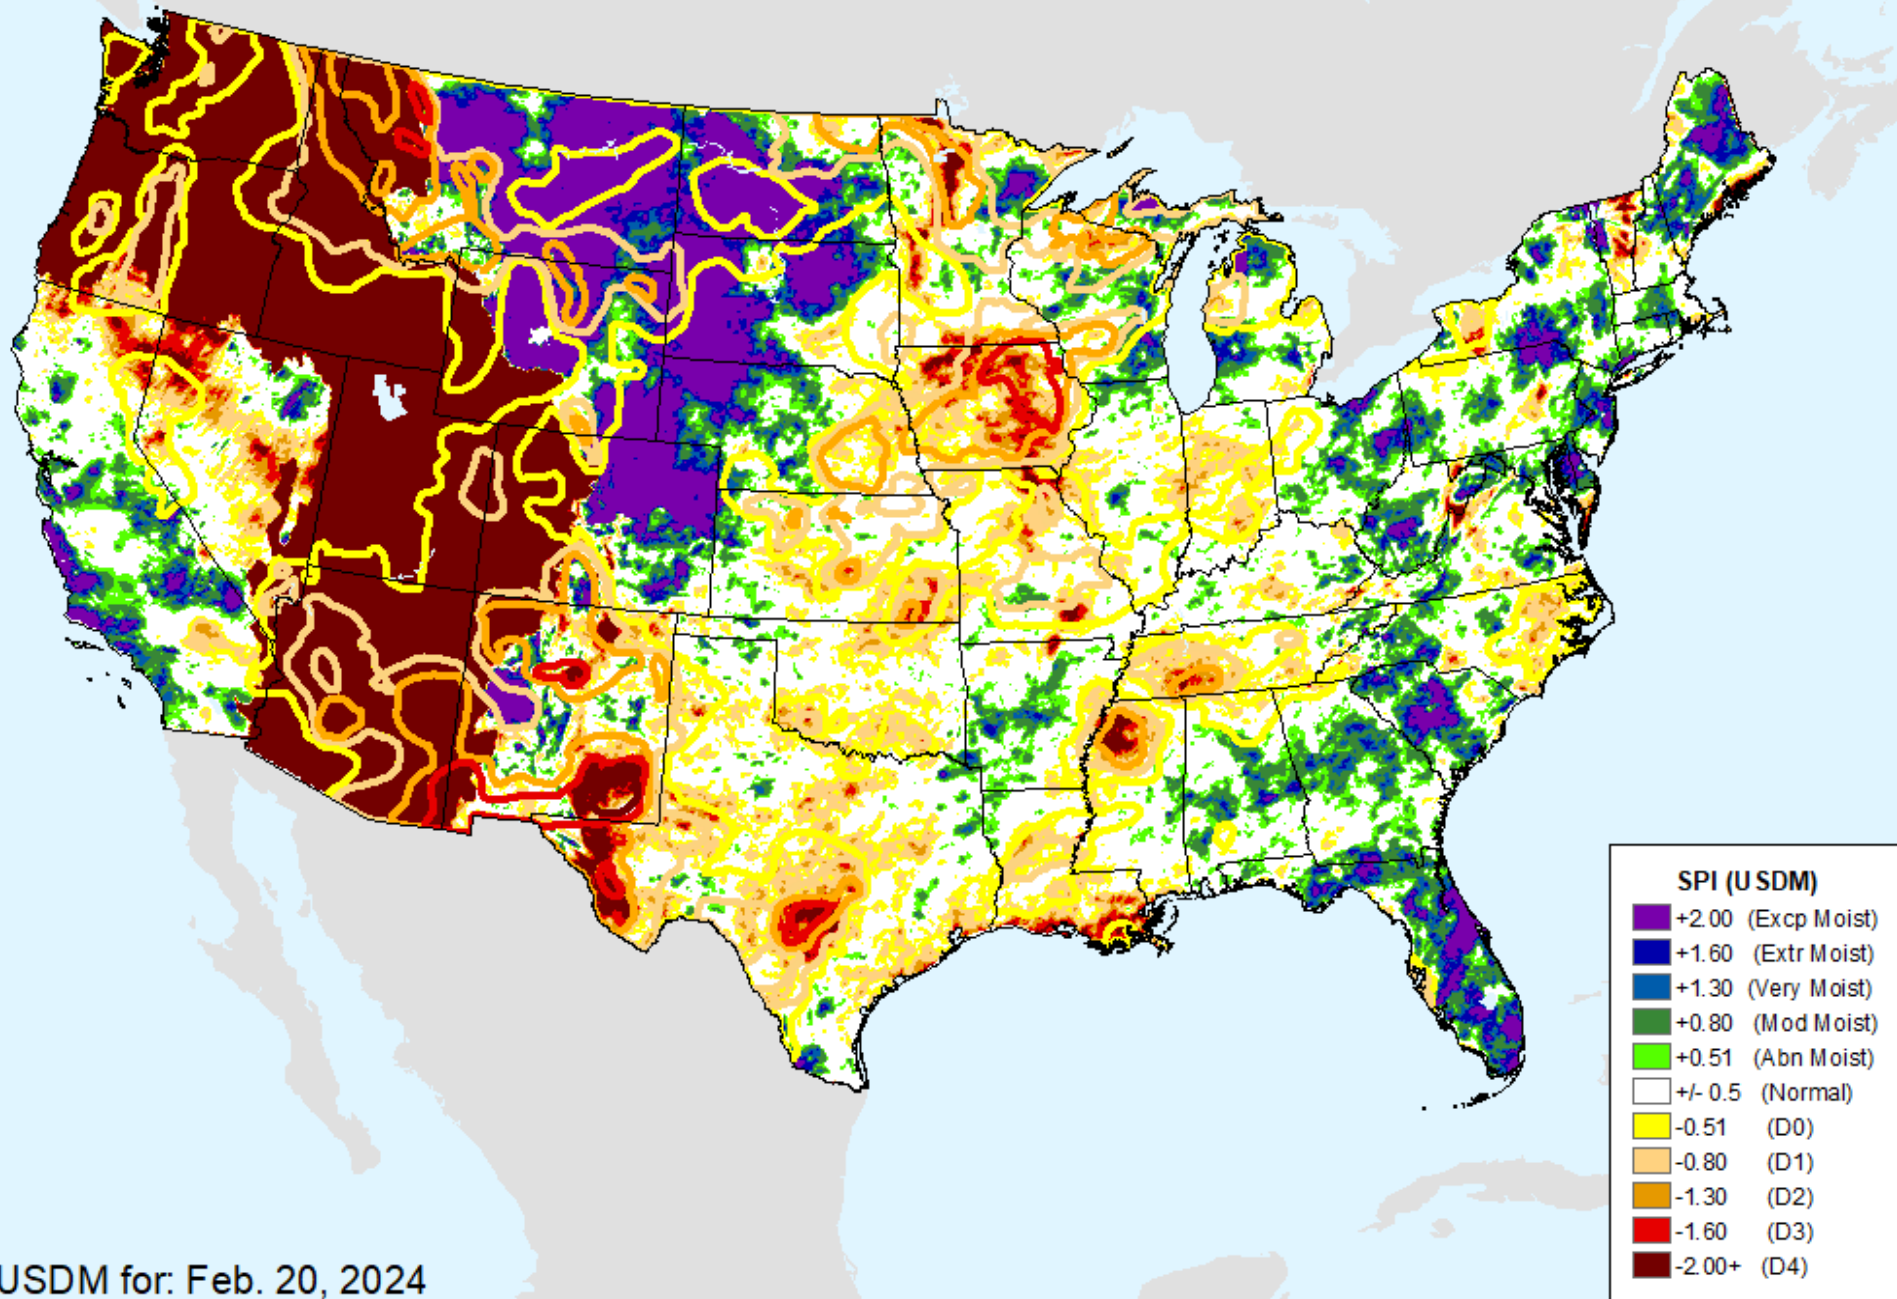 SPI (USDM)
+2.00 (Excp Moist)
+1.60 (Extr Moist)
+1.30 (Very Moist)
+0.80 (Mod Moist)
+0.51 (Abn Moist)
+/- 0.5 (Normal)
-0.51 (D0)
-0.80 (D1)
-1.30 (D2)
-1.60 (D3)
-2.00+ (D4)
USDM for: Feb. 20, 2024